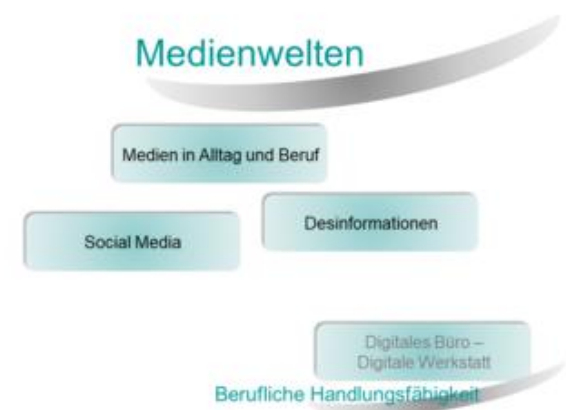 Medienwelten
Medien in Alltag und Beruf
Desinformationen
Social Media
Digitales Büro –
Digitale Werkstatt
Berufliche Handlungsfähigkeit